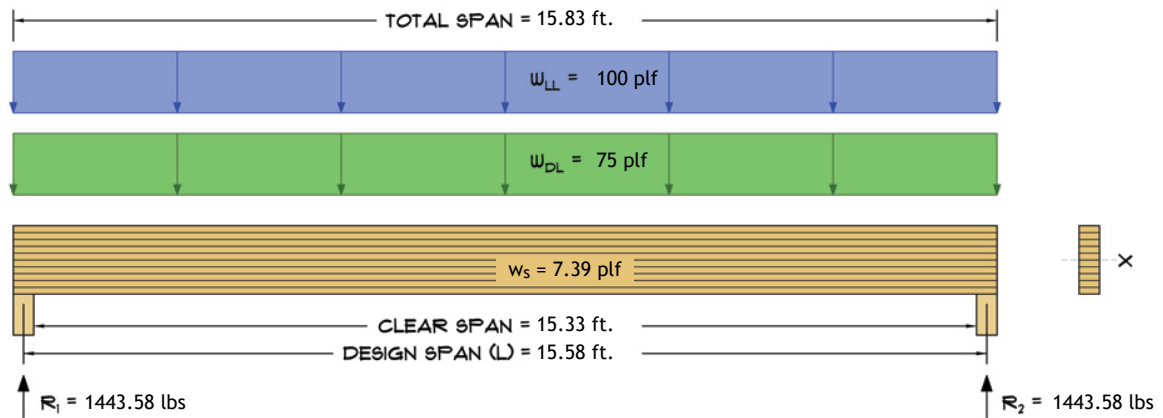 TOTAL SPAN = 15.83 ft.
WLL = 100 plf
WDL = 75 plf
ws = 7.39 plf
X
CLEAR SPAN = 15.33 ft.
DESIGN SPAN (L) = 15.58 ft.
R1 = 1443.58 lbs
R2 = 1443.58 lbs